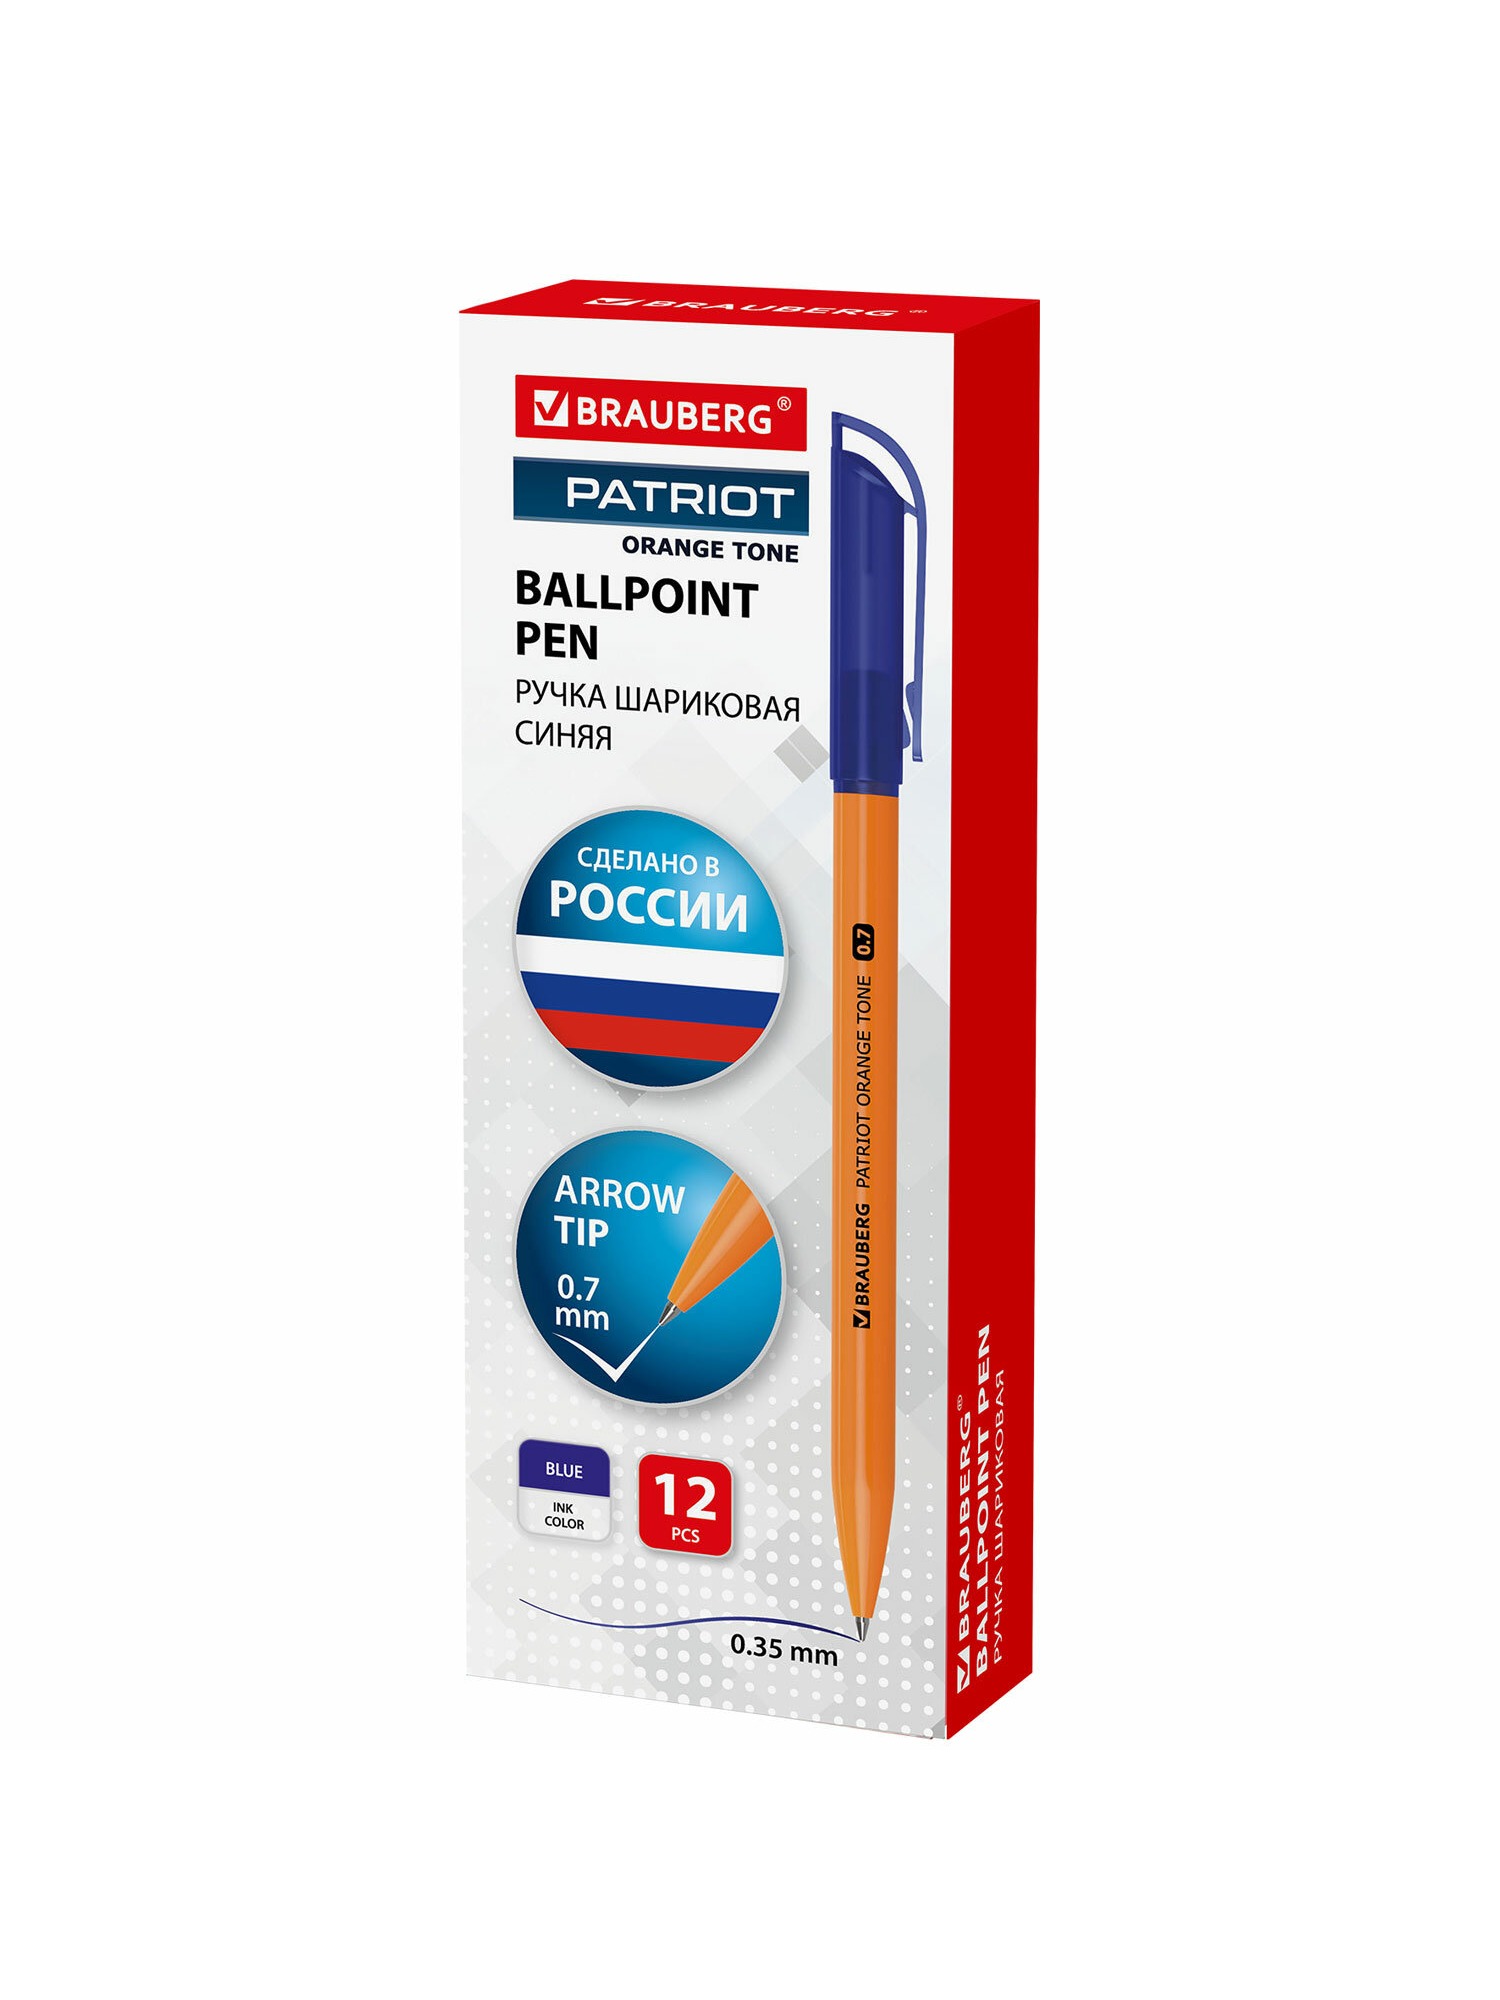 BRAUBERG®
BRAUBERG®
PATRIOT
ORANGE TONE
BALLPOINT
PEN
РУЧКА ШАРИКОВАЯ
СИНЯЯ
СДЕЛАНО В
РОССИИ
ARROW
TIP
0.7
mm
BLUE
INK
COLOR
12
PCS
0.35 mm
BRAUBERG PATRIOT ORANGE TONE 0.7
BRAUBERG®
BALLPOINT PEN
РУЧКА ШАРИКОВАЯ